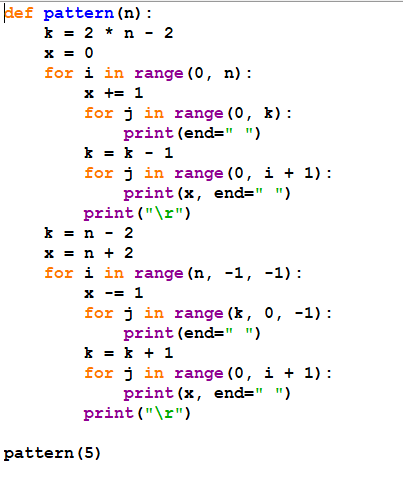 def pattern(n):
    k = 2 * n - 2
    x = 0
    for i in range(0, n):
        x += 1
        for j in range(0, k):
            print(end=" ")
        k = k - 1
        for j in range(0, i + 1):
            print(x, end=" ")
        print("\r")
    k = n - 2
    x = n + 2
    for i in range(n, -1, -1):
        x -= 1
        for j in range(k, 0, -1):
            print(end=" ")
        k = k + 1
        for j in range(0, i + 1):
            print(x, end=" ")
        print("\r")

pattern(5)